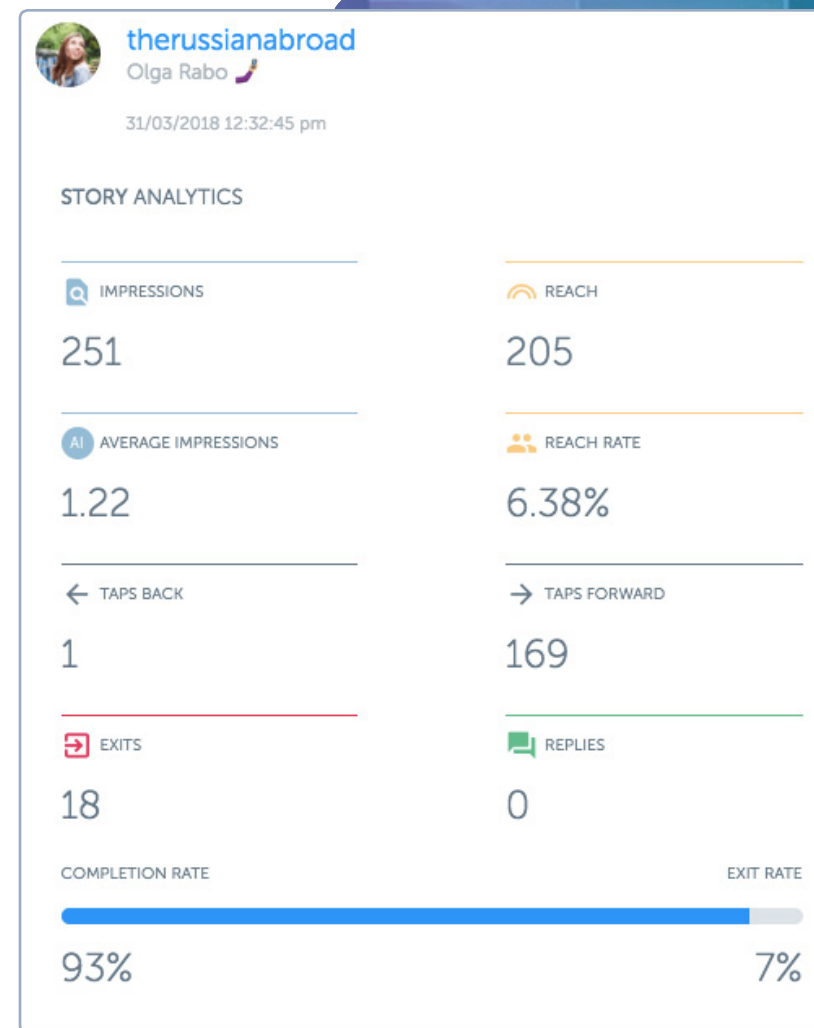 therussianabroad
Olga Rabo 🤳
31/03/2018 12:32:45 pm
STORY ANALYTICS
IMPRESSIONS
REACH
251
205
AI AVERAGE IMPRESSIONS
REACH RATE
1.22
6.38%
TAPS BACK
TAPS FORWARD
1
169
EXITS
REPLIES
18
0
COMPLETION RATE
EXIT RATE
93%
7%